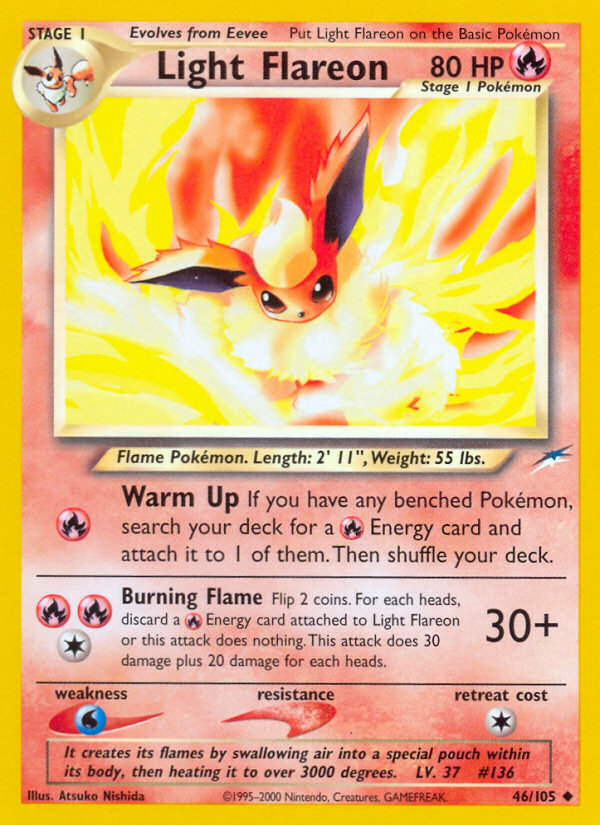 STAGE 1 Evolves from Eevee Put Light Flareon on the Basic Pokémon
Light Flareon 80 HP
Stage 1 Pokémon
Flame Pokémon. Length: 2' 11", Weight: 55 lbs.
Warm Up If you have any benched Pokémon,
search your deck for a Energy card and
attach it to 1 of them. Then shuffle your deck.
Burning Flame Flip 2 coins. For each heads,
discard a Energy card attached to Light Flareon
or this attack does nothing. This attack does 30
damage plus 20 damage for each heads.
30+
weakness resistance retreat cost
It creates its flames by swallowing air into a special pouch within
its body, then heating it to over 3000 degrees. LV. 37 #136
Illus. Atsuko Nishida ©1995-2000 Nintendo, Creatures, GAMEFREAK. 46/105